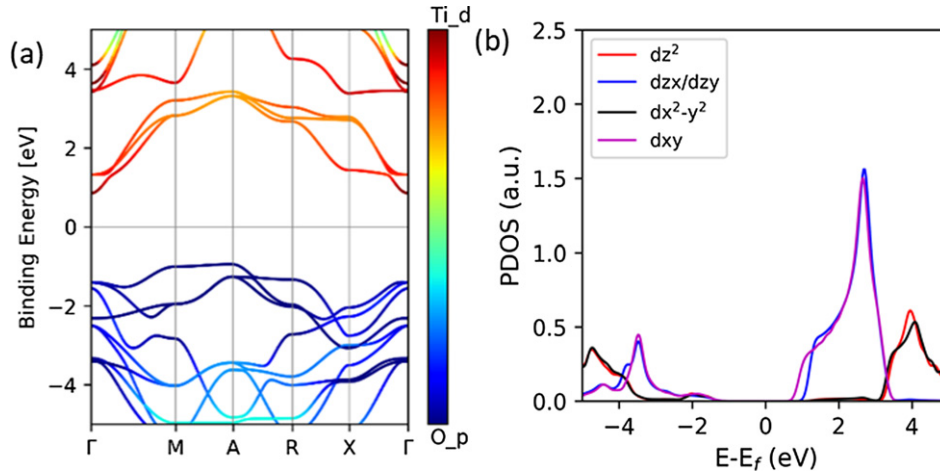 (a)
Ti_d
Binding Energy [eV]
4
2
0
−2
−4
Γ M A R X Γ
O_p
(b)
PDOS (a.u.)
2.5
2.0
1.5
1.0
0.5
0.0
dz²
dzx/dzy
dx²-y²
dxy
−4 −2 0 2 4
E-E_f (eV)